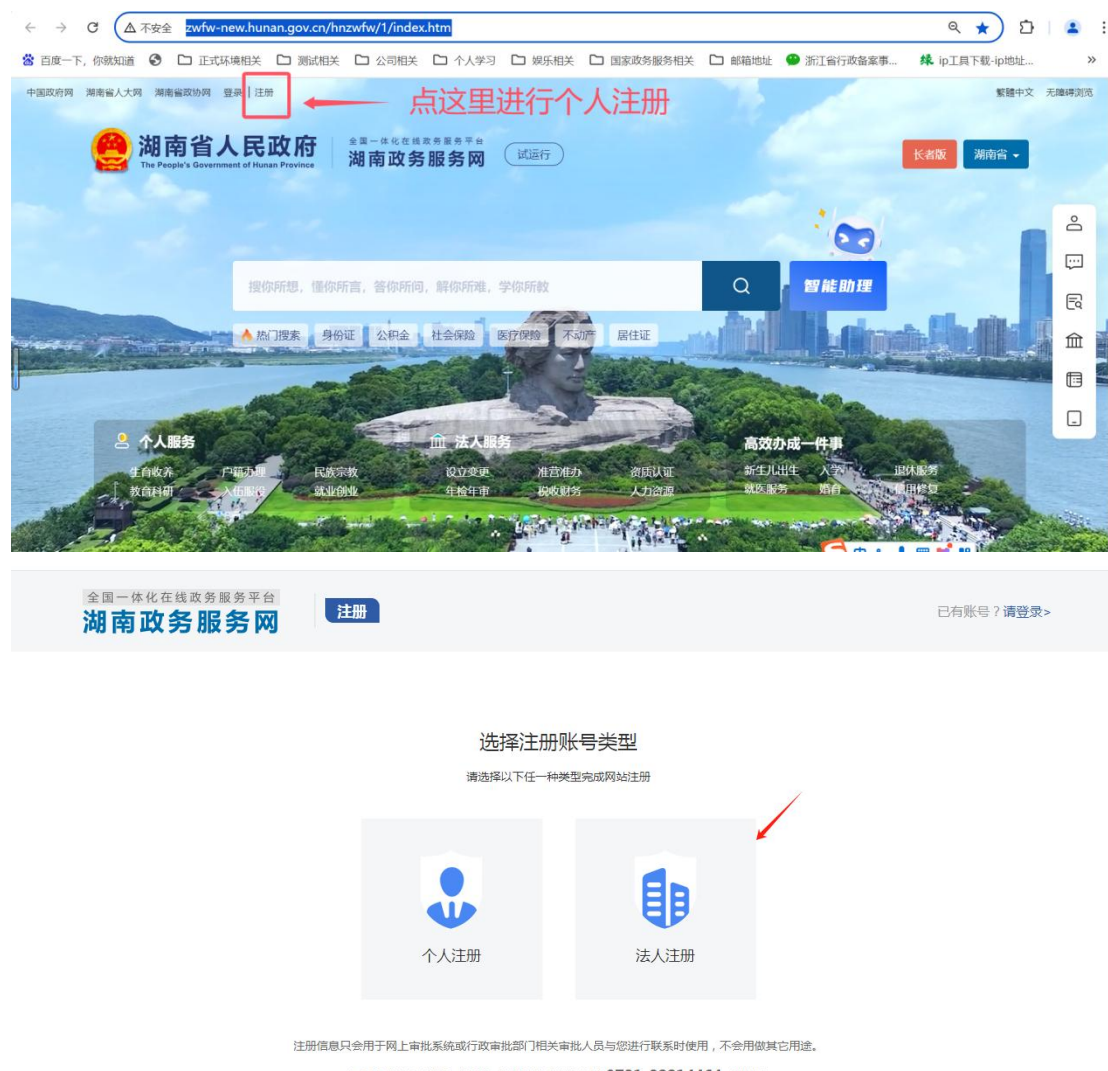 不安全 zwfw-new.hunan.gov.cn/hnzwfw/1/index.htm
百度一下，你就知道 正式环境相关 测试相关 公司相关 个人学习 娱乐相关 国家政务服务相关 邮箱地址 浙江省行政备案事... ip工具下载-ip地址... »
中国政府网 湖南省人大网 湖南省政协网 登录 | 注册 点这里进行个人注册 繁體中文 无障碍浏览
湖南省人民政府 全国一体化在线政务服务平台
The People's Government of Hunan Province 湖南政务服务网 试运行 长者版 湖南省
搜你所想，懂你所言，答你所问，解你所难，学你所教 智能助理
热门搜索 身份证 公积金 社会保险 医疗保险 不动产 居住证
个人服务 法人服务 高效办成一件事
生育收养 户籍办理 民族宗教 设立变更 准营准办 资质认证 新生儿出生 入学 退休服务
教育科研 入伍服役 就业创业 年检年审 税收财务 人力资源 就医服务 婚育 信用修复
中
全国一体化在线政务服务平台
湖南政务服务网 注册 已有账号？请登录>
选择注册账号类型
请选择以下任一种类型完成网站注册
个人注册 法人注册
注册信息只会用于网上审批系统或行政审批部门相关审批人员与您进行联系时使用，不会用做其它用途。